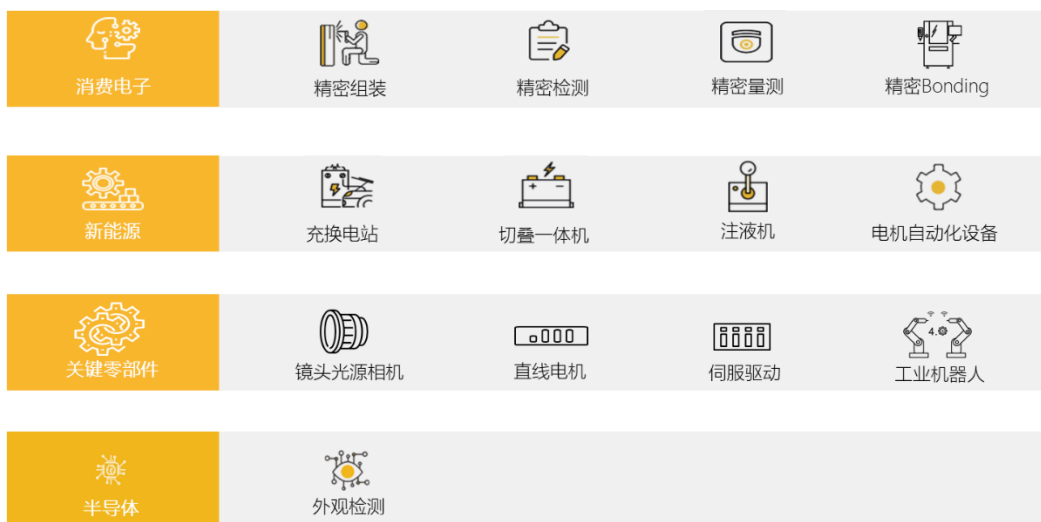 消费电子
精密组装
精密检测
精密量测
精密Bonding
新能源
充换电站
切叠一体机
注液机
电机自动化设备
关键零部件
镜头光源相机
直线电机
伺服驱动
4.0
工业机器人
半导体
外观检测